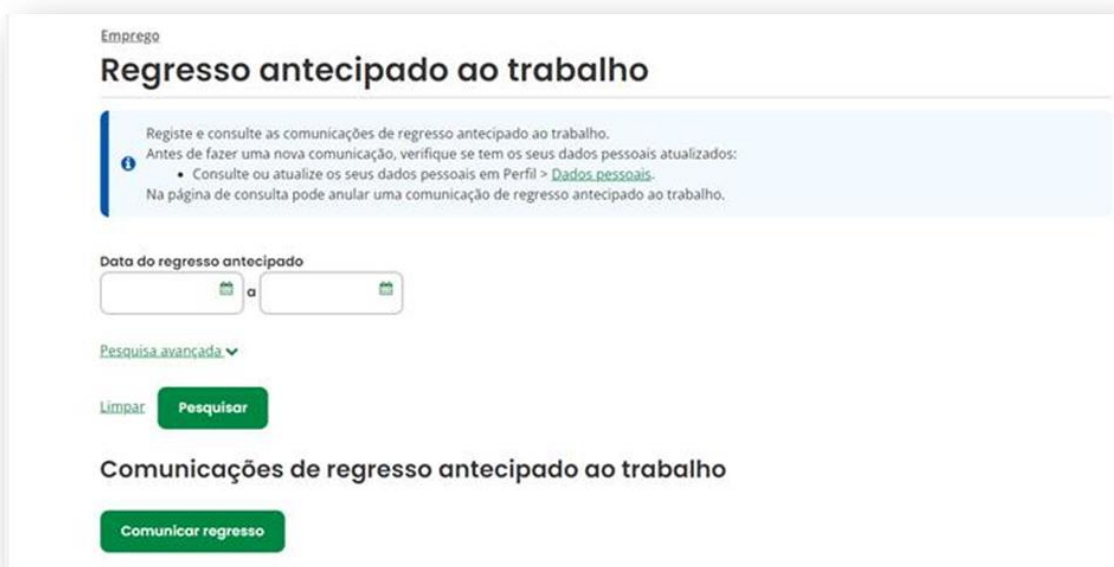 Emprego
Regresso antecipado ao trabalho
Registe e consulte as comunicações de regresso antecipado ao trabalho.
Antes de fazer uma nova comunicação, verifique se tem os seus dados pessoais atualizados:
• Consulte ou atualize os seus dados pessoais em Perfil > Dados pessoais.
Na página de consulta pode anular uma comunicação de regresso antecipado ao trabalho.
Data do regresso antecipado
a
Pesquisa avançada
Limpar Pesquisar
Comunicações de regresso antecipado ao trabalho
Comunicar regresso